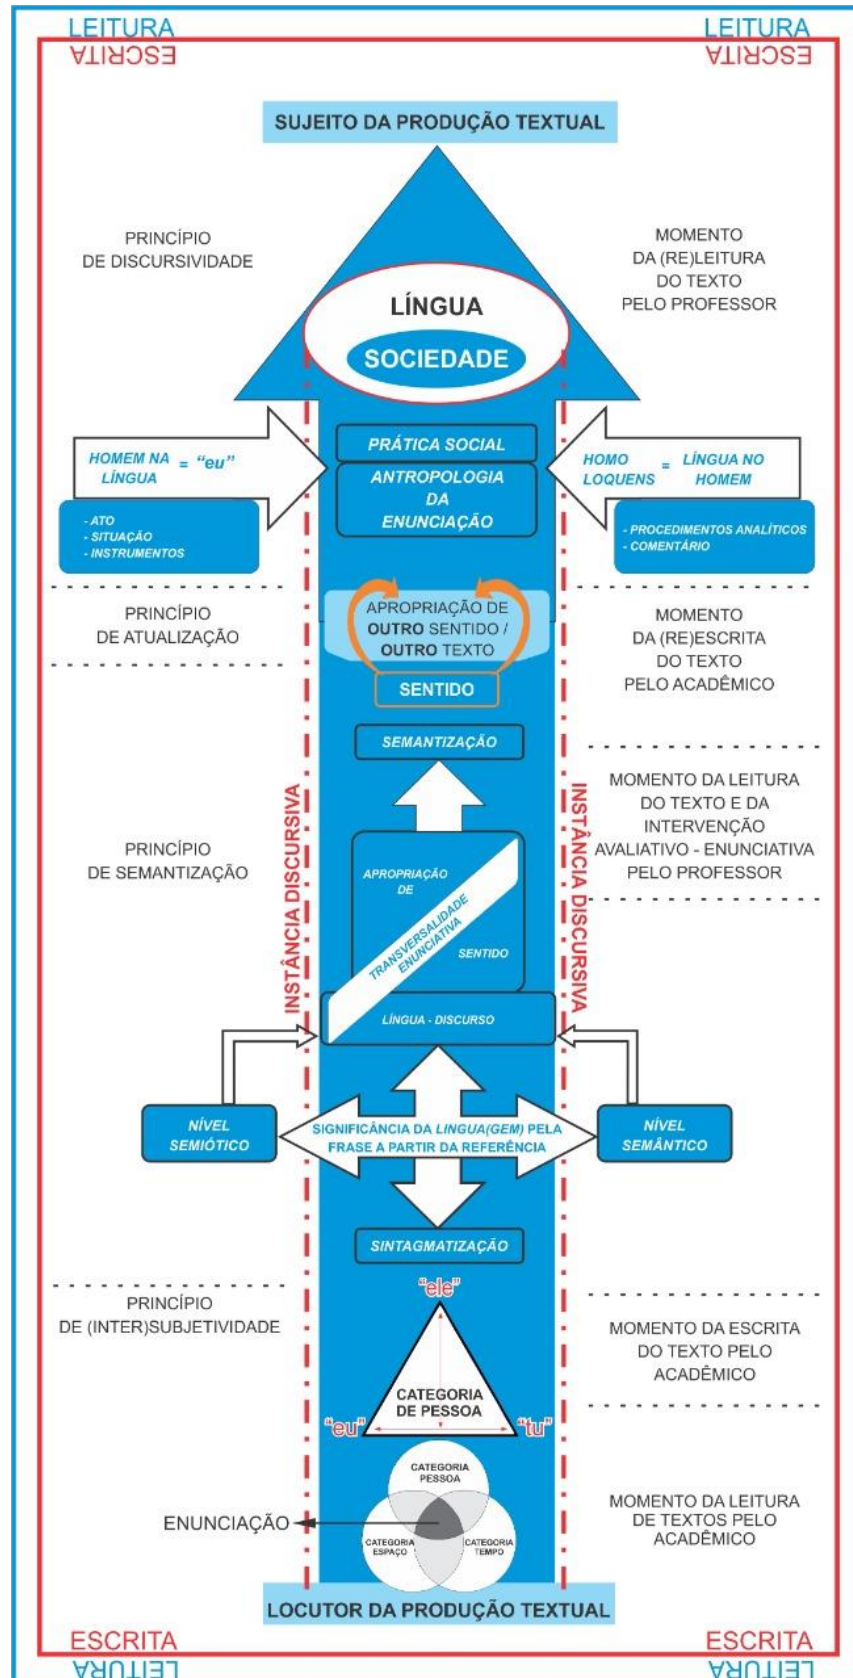 LEITURA
LEITURA
ESCRITA
ESCRITA
SUJEITO DA PRODUÇÃO TEXTUAL
PRINCÍPIO
DE DISCURSIVIDADE
MOMENTO
DA (RE)LEITURA
DO TEXTO
PELO PROFESSOR
LÍNGUA
SOCIEDADE
HOMEM NA
LÍNGUA
= "eu"
PRÁTICA SOCIAL
ANTROPOLOGIA
DA
ENUNCIAÇÃO
HOMO
LOQUENS
=
LÍNGUA NO
HOMEM
- ATO
- SITUAÇÃO
- INSTRUMENTOS
- PROCEDIMENTOS ANALÍTICOS
- COMENTÁRIO
PRINCÍPIO
DE ATUALIZAÇÃO
APROPRIAÇÃO DE
OUTRO SENTIDO /
OUTRO TEXTO
SENTIDO
MOMENTO
DA (RE)ESCRITA
DO TEXTO
PELO ACADÊMICO
SEMANTIZAÇÃO
PRINCÍPIO
DE SEMANTIZAÇÃO
INSTÂNCIA DISCURSIVA
APROPRIAÇÃO
DE
TRANSVERSALIDADE
ENUNCIATIVA
SENTIDO
LÍNGUA - DISCURSO
INSTÂNCIA DISCURSIVA
MOMENTO DA LEITURA
DO TEXTO E DA
INTERVENÇÃO
AVALIATIVO - ENUNCIATIVA
PELO PROFESSOR
NÍVEL
SEMIÓTICO
SIGNIFICÂNCIA DA LINGUA(GEM) PELA
FRASE A PARTIR DA REFERÊNCIA
NÍVEL
SEMÂNTICO
SINTAGMATIZAÇÃO
PRINCÍPIO
DE (INTER)SUBJETIVIDADE
"ele"
CATEGORIA
DE PESSOA
"eu"
"tu"
MOMENTO DA ESCRITA
DO TEXTO PELO
ACADÊMICO
ENUNCIAÇÃO
CATEGORIA
PESSOA
CATEGORIA
ESPAÇO
CATEGORIA
TEMPO
MOMENTO DA LEITURA
DE TEXTOS PELO
ACADÊMICO
LOCUTOR DA PRODUÇÃO TEXTUAL
ESCRITA
ESCRITA
LEITURA
LEITURA